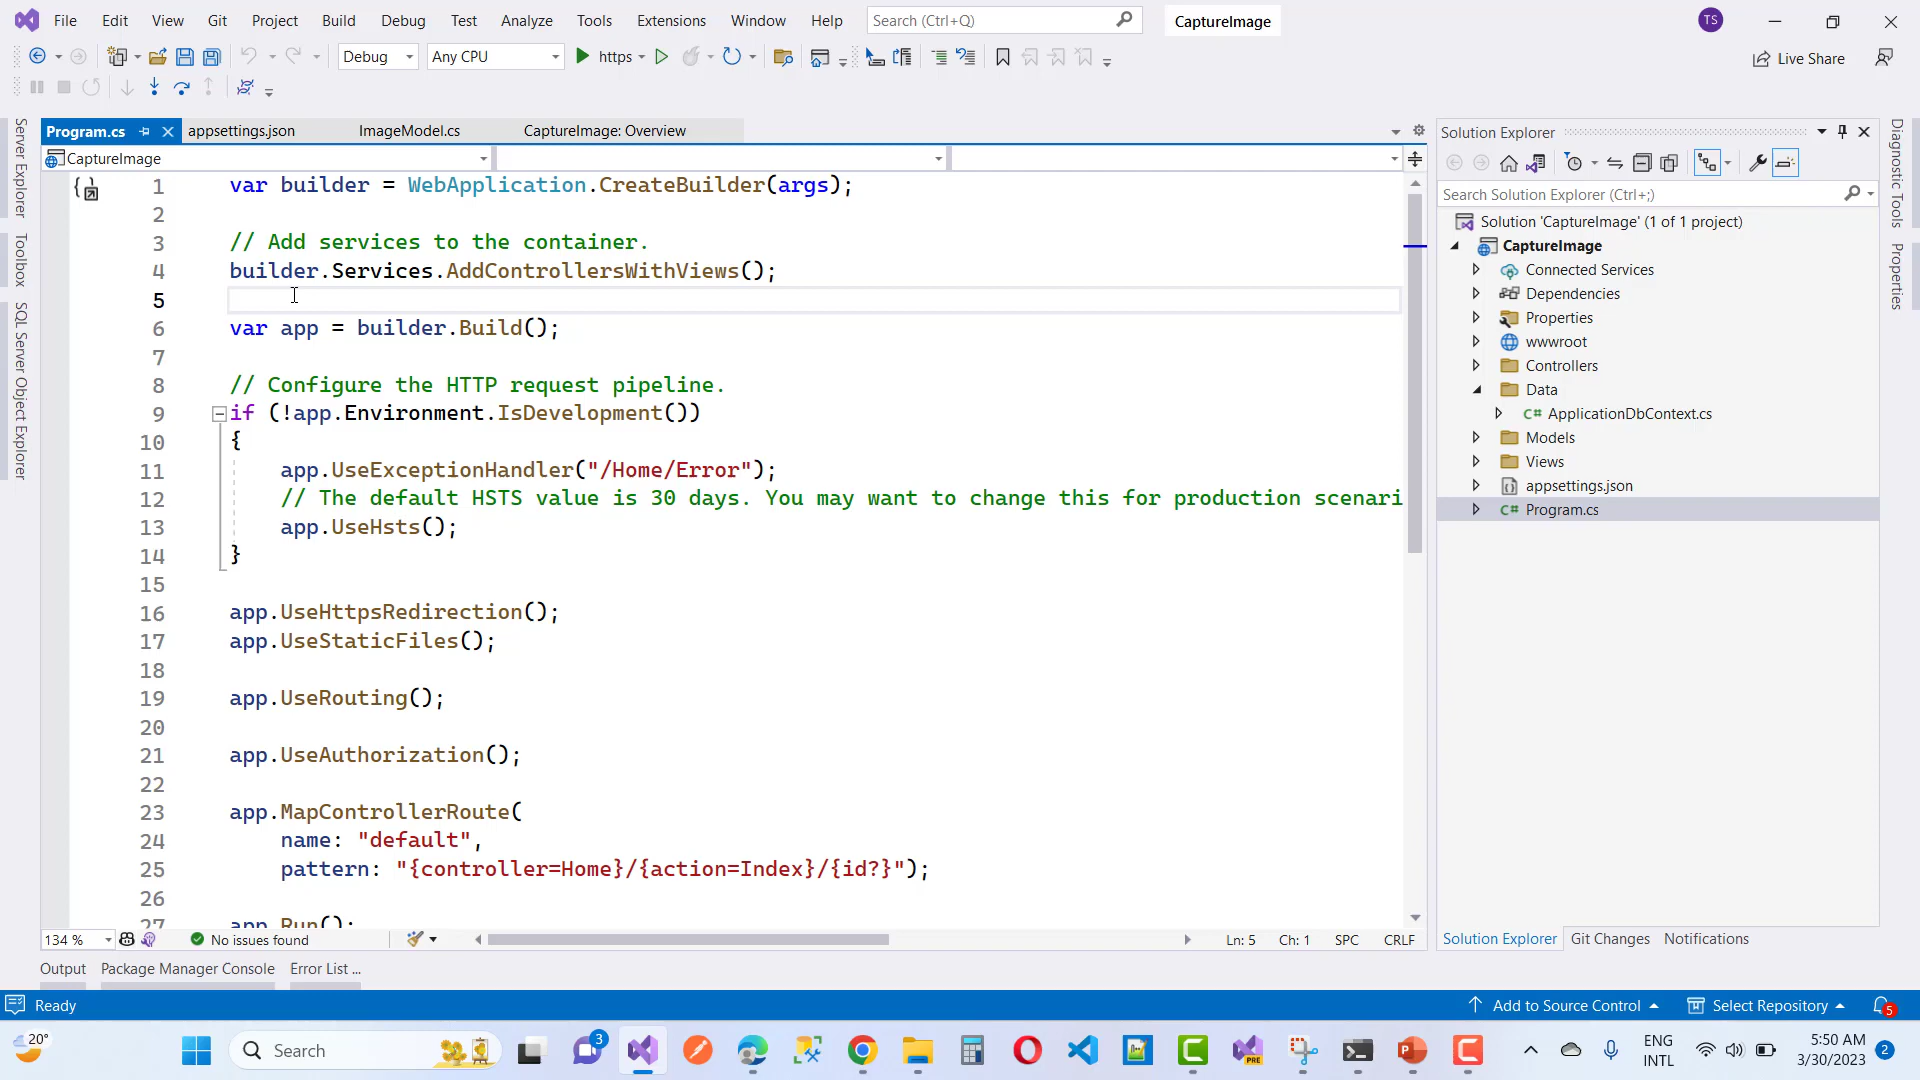 File Edit View Git Project Build Debug Test Analyze Tools Extensions Window Help Search (Ctrl+Q) CaptureImage TS
Debug Any CPU https Live Share
Program.cs appsettings.json ImageModel.cs CaptureImage: Overview
CaptureImage
1 var builder = WebApplication.CreateBuilder(args);
2
3 // Add services to the container.
4 builder.Services.AddControllersWithViews();
5
6 var app = builder.Build();
7
8 // Configure the HTTP request pipeline.
9 if (!app.Environment.IsDevelopment())
10 {
11 app.UseExceptionHandler("/Home/Error");
12 // The default HSTS value is 30 days. You may want to change this for production scenari
13 app.UseHsts();
14 }
15
16 app.UseHttpsRedirection();
17 app.UseStaticFiles();
18
19 app.UseRouting();
20
21 app.UseAuthorization();
22
23 app.MapControllerRoute(
24 name: "default",
25 pattern: "{controller=Home}/{action=Index}/{id?}");
26
27 app.Run();
134 % No issues found Ln: 5 Ch: 1 SPC CRLF
Output Package Manager Console Error List ...
Server Explorer
Toolbox
SQL Server Object Explorer
Solution Explorer
Search Solution Explorer (Ctrl+;)
Solution 'CaptureImage' (1 of 1 project)
CaptureImage
Connected Services
Dependencies
Properties
wwwroot
Controllers
Data
C# ApplicationDbContext.cs
Models
Views
appsettings.json
C# Program.cs
Solution Explorer Git Changes Notifications
Diagnostic Tools
Properties
Ready Add to Source Control Select Repository 5
20° Search 3 PRE ENG 5:50 AM
INTL 3/30/2023 2